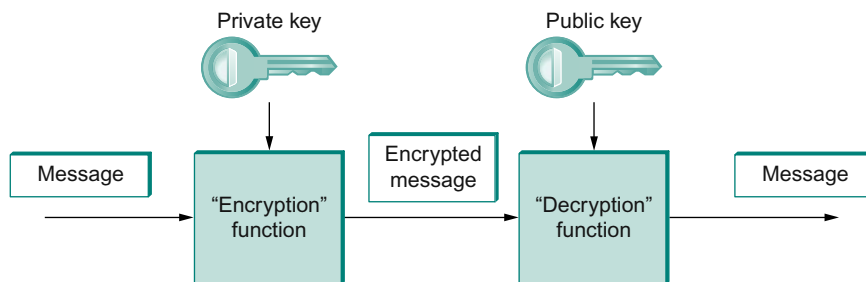 Private key
Public key
Message
"Encryption"
function
Encrypted
message
"Decryption"
function
Message